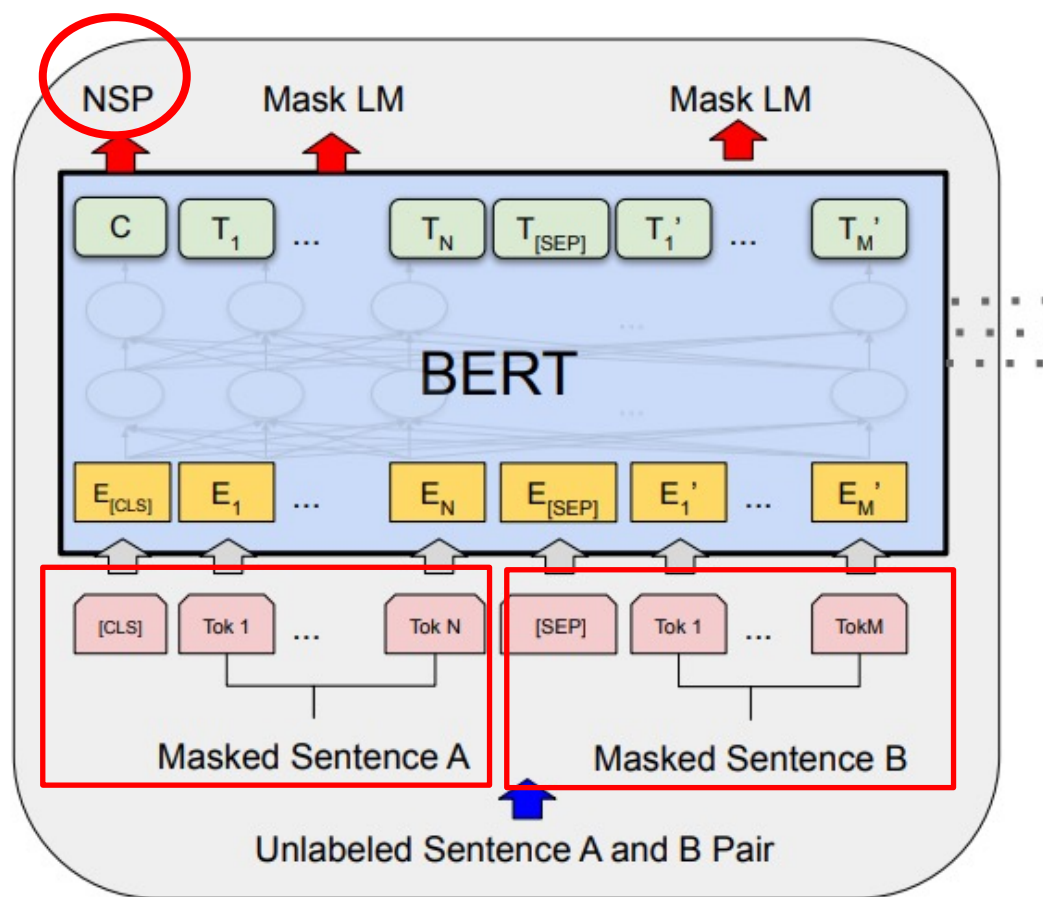 NSP Mask LM Mask LM
C T1 ... TN T[SEP] T1’ ... TM’
...
BERT
...
E[CLS] E1 ... EN E[SEP] E1’ ... EM’
[CLS] Tok 1 ... Tok N [SEP] Tok 1 ... TokM
Masked Sentence A Masked Sentence B
Unlabeled Sentence A and B Pair